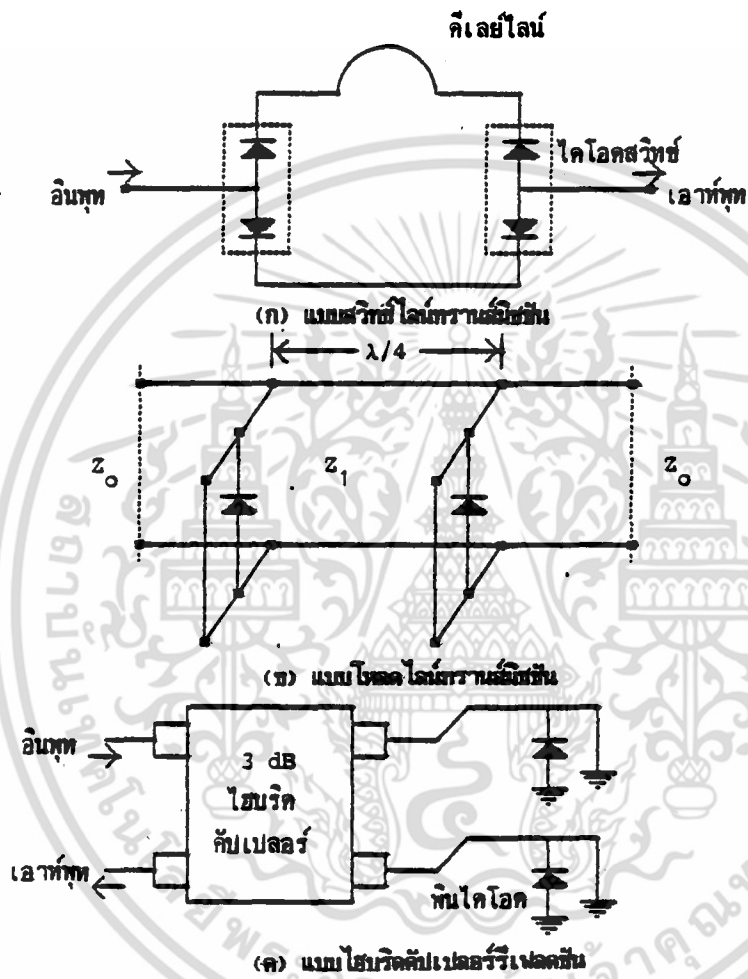 ดีเลย์ไลน์
ไดโอดสวิทซ์
อินพุท
เอาท์พุท
(ก) แบบสวิทซ์ไลน์ทรานส์มิชชัน
λ/4
Z₀ Z₁ Z₀
(ข) แบบโหลดไลน์ทรานส์มิชชัน
อินพุท
3 dB
ไฮบริด
คัปเปลอร์
เอาท์พุท
พินไดโอด
(ค) แบบไฮบริดคัปเปลอร์รีเฟลคชัน